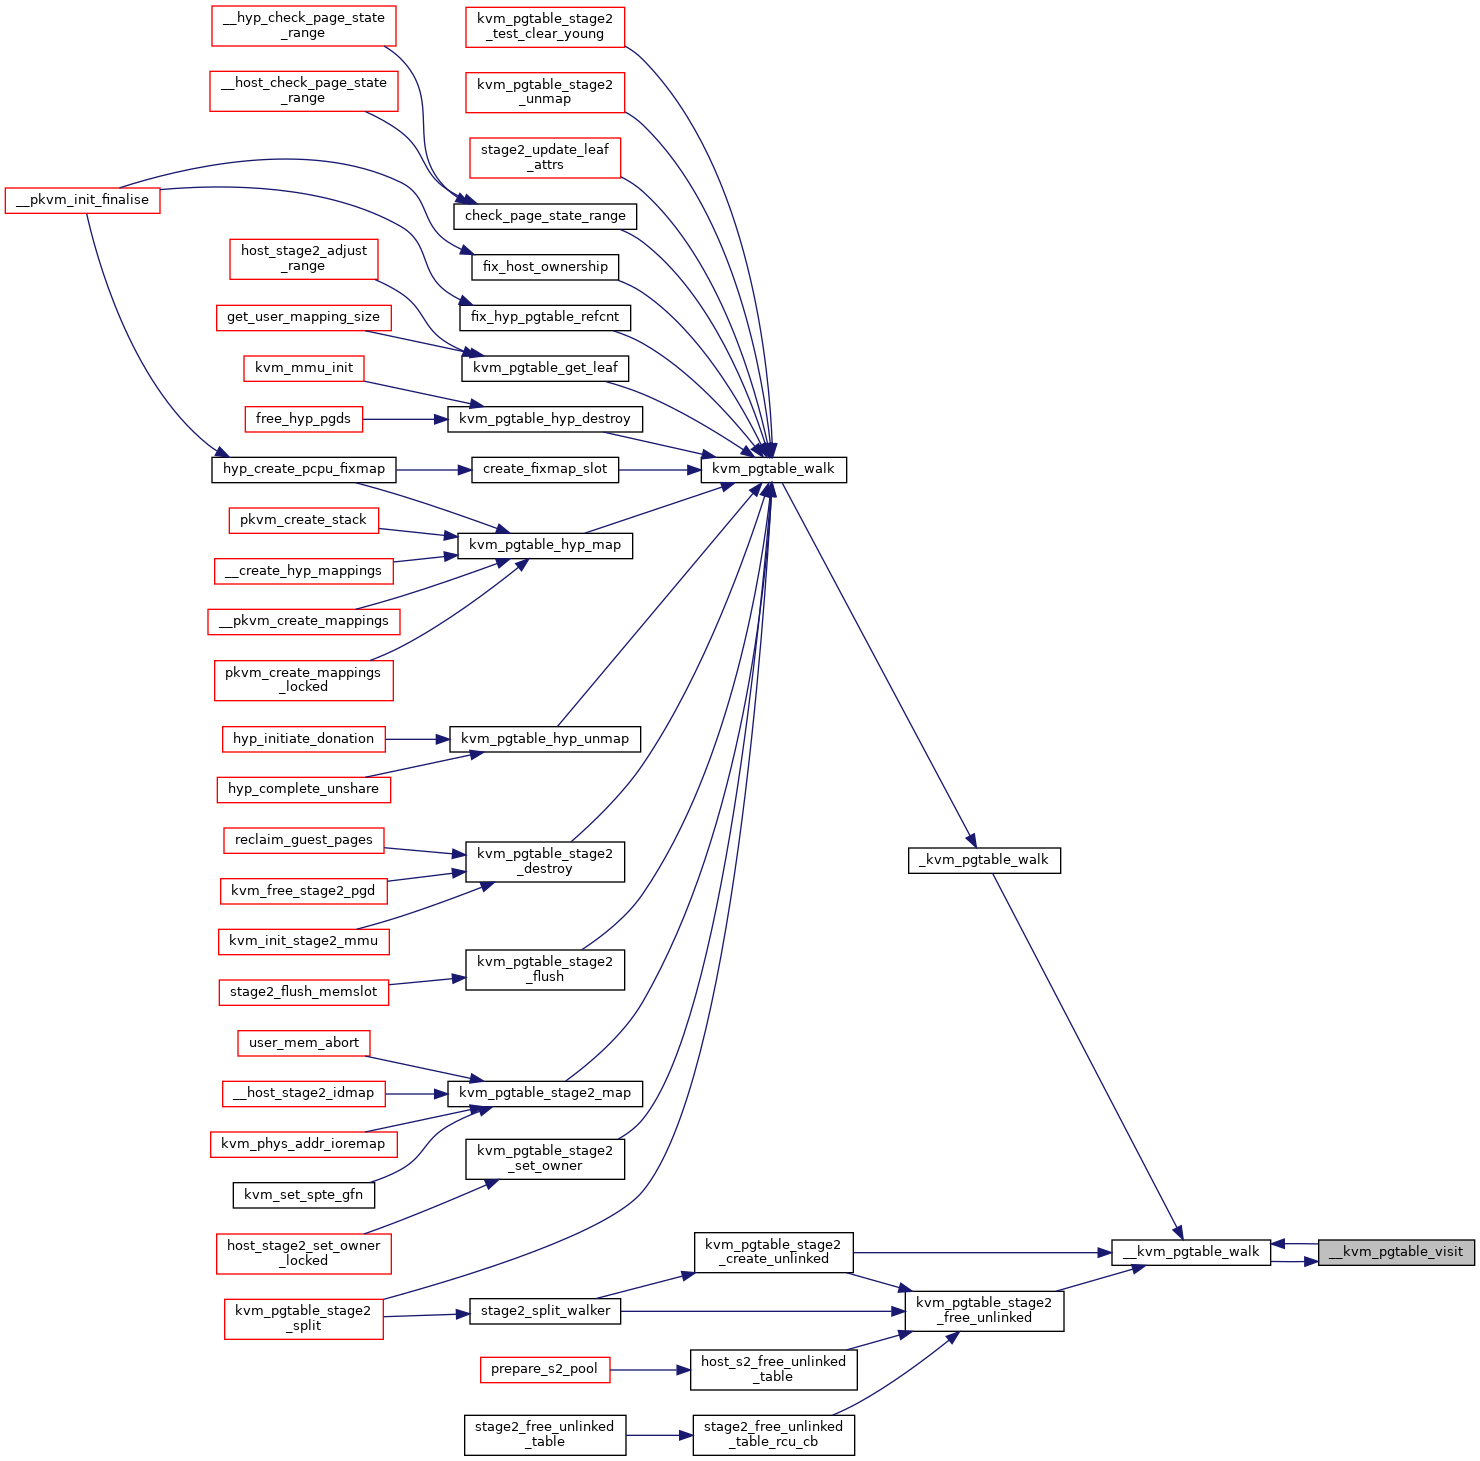 __hyp_check_page_state
_range
kvm_pgtable_stage2
_test_clear_young
__host_check_page_state
_range
kvm_pgtable_stage2
_unmap
stage2_update_leaf
_attrs
__pkvm_init_finalise
check_page_state_range
host_stage2_adjust
_range
fix_host_ownership
get_user_mapping_size
fix_hyp_pgtable_refcnt
kvm_mmu_init
kvm_pgtable_get_leaf
free_hyp_pgds
kvm_pgtable_hyp_destroy
hyp_create_pcpu_fixmap
create_fixmap_slot
kvm_pgtable_walk
pkvm_create_stack
kvm_pgtable_hyp_map
__create_hyp_mappings
__pkvm_create_mappings
pkvm_create_mappings
_locked
hyp_initiate_donation
kvm_pgtable_hyp_unmap
hyp_complete_unshare
reclaim_guest_pages
kvm_pgtable_stage2
_destroy
_kvm_pgtable_walk
kvm_free_stage2_pgd
kvm_init_stage2_mmu
kvm_pgtable_stage2
_flush
stage2_flush_memslot
user_mem_abort
__host_stage2_idmap
kvm_pgtable_stage2_map
kvm_phys_addr_ioremap
kvm_pgtable_stage2
_set_owner
kvm_set_spte_gfn
host_stage2_set_owner
_locked
kvm_pgtable_stage2
_create_unlinked
__kvm_pgtable_walk
__kvm_pgtable_visit
kvm_pgtable_stage2
_split
stage2_split_walker
kvm_pgtable_stage2
_free_unlinked
prepare_s2_pool
host_s2_free_unlinked
_table
stage2_free_unlinked
_table
stage2_free_unlinked
_table_rcu_cb